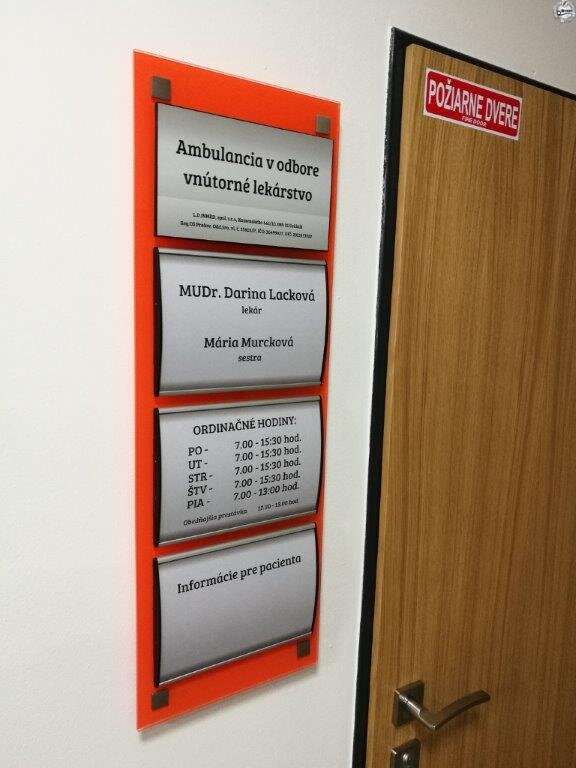 POŽIARNE DVERE
FIRE DOOR
Ambulancia v odbore
vnútorné lekárstvo
MUDr. Darina Lacková
lekár
Mária Murcková
sestra
ORDINAČNÉ HODINY:
PO - 7.00 - 15:30 hod.
UT - 7.00 - 15:30 hod.
STR - 7.00 - 15:30 hod.
ŠTV - 7.00 - 15:30 hod.
PIA - 7.00 - 13:00 hod.
Obedňajšia prestávka
Informácie pre pacienta